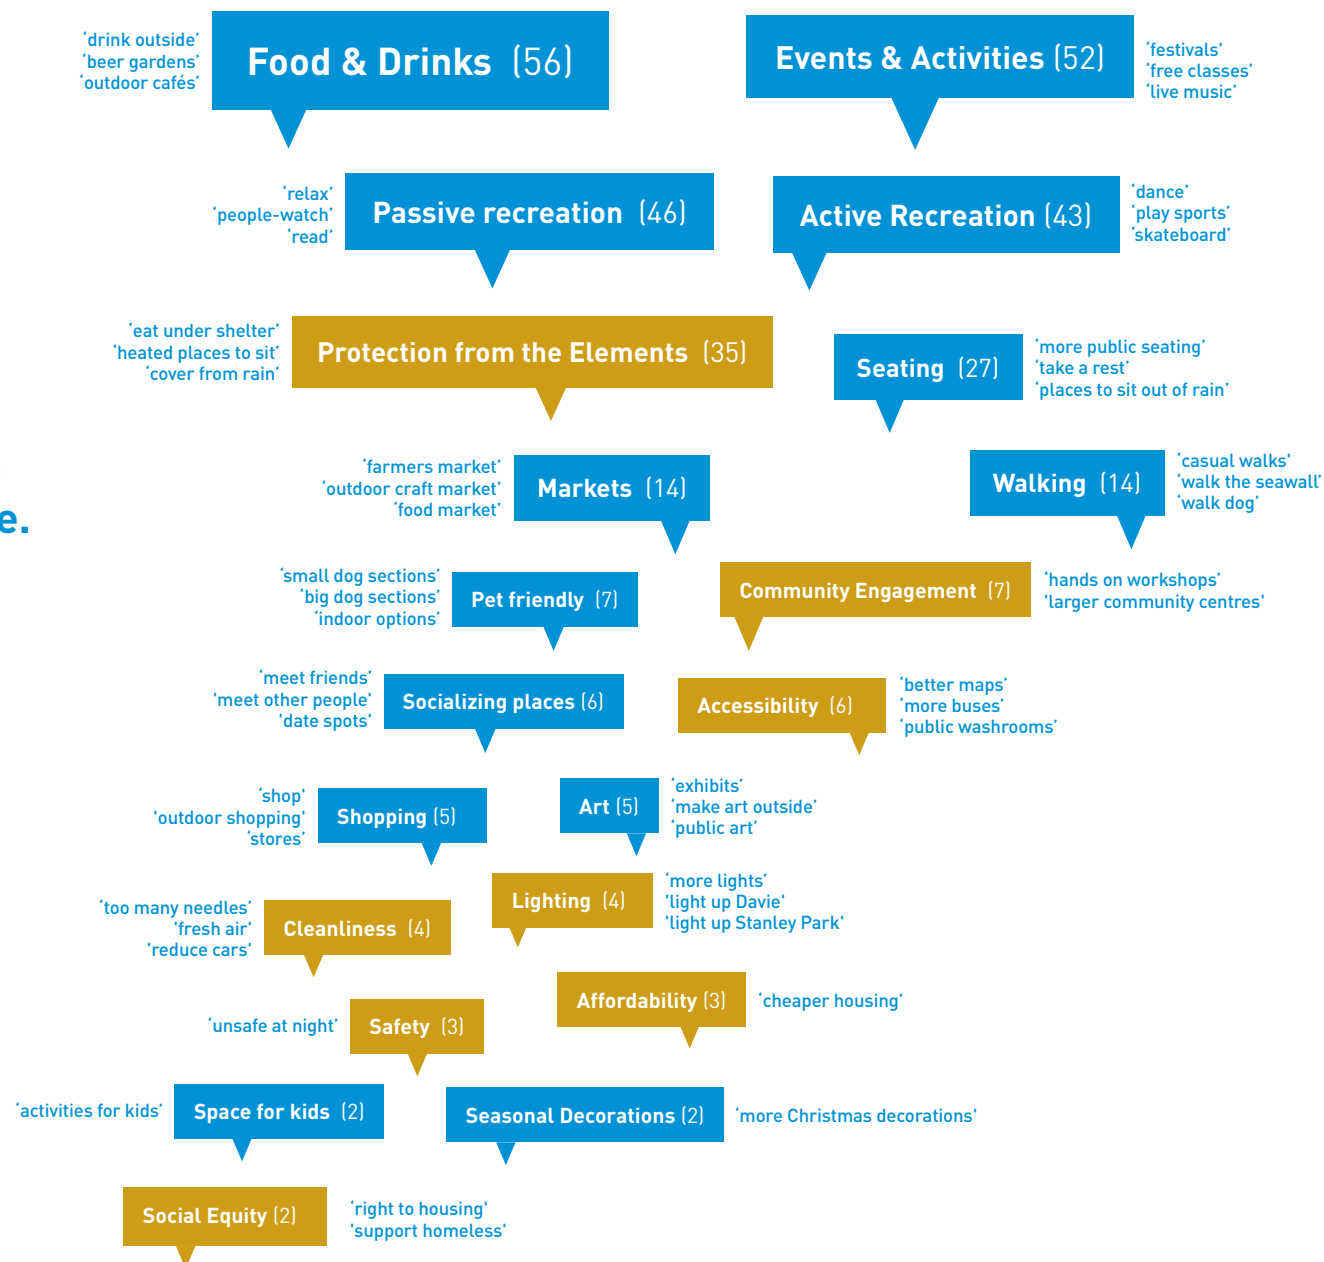 ‘drink outside’
‘beer gardens’
‘outdoor cafés’
Food & Drinks (56)
Events & Activities (52)
‘festivals'
‘free classes’
‘live music’
‘relax’
‘people-watch’
‘read’
Passive recreation (46)
Active Recreation (43)
‘dance’
‘play sports’
‘skateboard’
‘eat under shelter’
‘heated places to sit’
‘cover from rain’
Protection from the Elements (35)
Seating (27)
‘more public seating’
‘take a rest’
‘places to sit out of rain’
‘farmers market’
‘outdoor craft market’
‘food market’
Markets (14)
Walking (14)
‘casual walks'
‘walk the seawall’
‘walk dog’
e.
‘small dog sections’
‘big dog sections’
‘indoor options’
Pet friendly (7)
Community Engagement (7)
‘hands on workshops’
'larger community centres'
‘meet friends’
'meet other people'
'date spots'
Socializing places (6)
Accessibility (6)
‘better maps’
‘more buses’
‘public washrooms’
‘shop'
'outdoor shopping'
‘stores’
Shopping (5)
Art (5)
‘exhibits’
‘make art outside’
‘public art’
‘too many needles’
'fresh air'
'reduce cars'
Cleanliness (4)
Lighting (4)
‘more lights’
'light up Davie'
'light up Stanley Park'
Affordability (3)
‘cheaper housing’
‘unsafe at night’
Safety (3)
‘activities for kids’
Space for kids (2)
Seasonal Decorations (2)
‘more Christmas decorations'
Social Equity (2)
‘right to housing'
'support homeless'